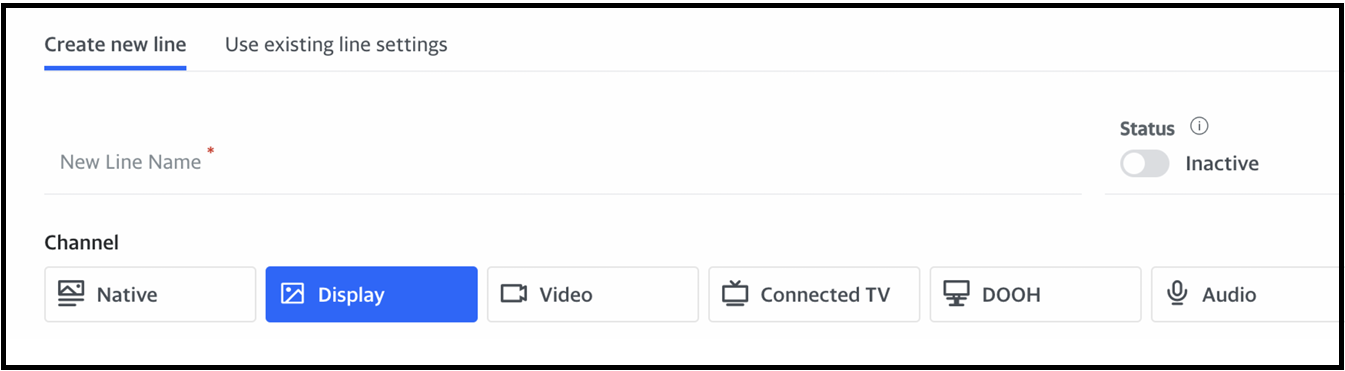 Create new line Use existing line settings
Status
New Line Name *
Inactive
Channel
Native Display Video Connected TV DOOH Audio